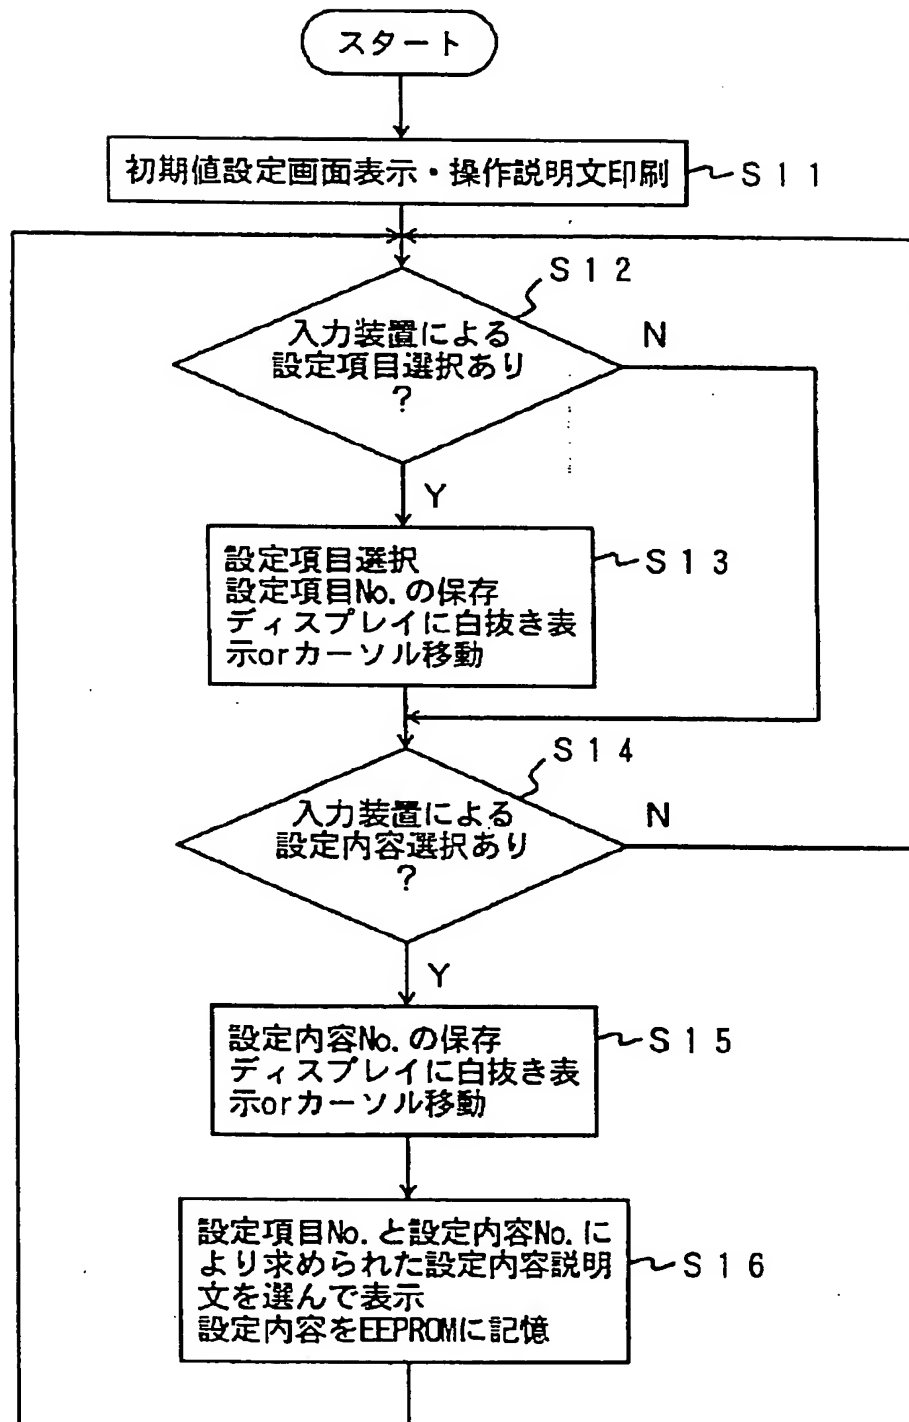 スタート
初期値設定画面表示・操作説明文印刷
S11
S12
入力装置による
設定項目選択あり
?
N
Y
設定項目選択
設定項目No.の保存
ディスプレイに白抜き表
示orカーソル移動
S13
S14
入力装置による
設定内容選択あり
?
N
Y
設定内容No.の保存
ディスプレイに白抜き表
示orカーソル移動
S15
設定項目No.と設定内容No.に
より求められた設定内容説明
文を選んで表示
設定内容をEEPROMに記憶
S16